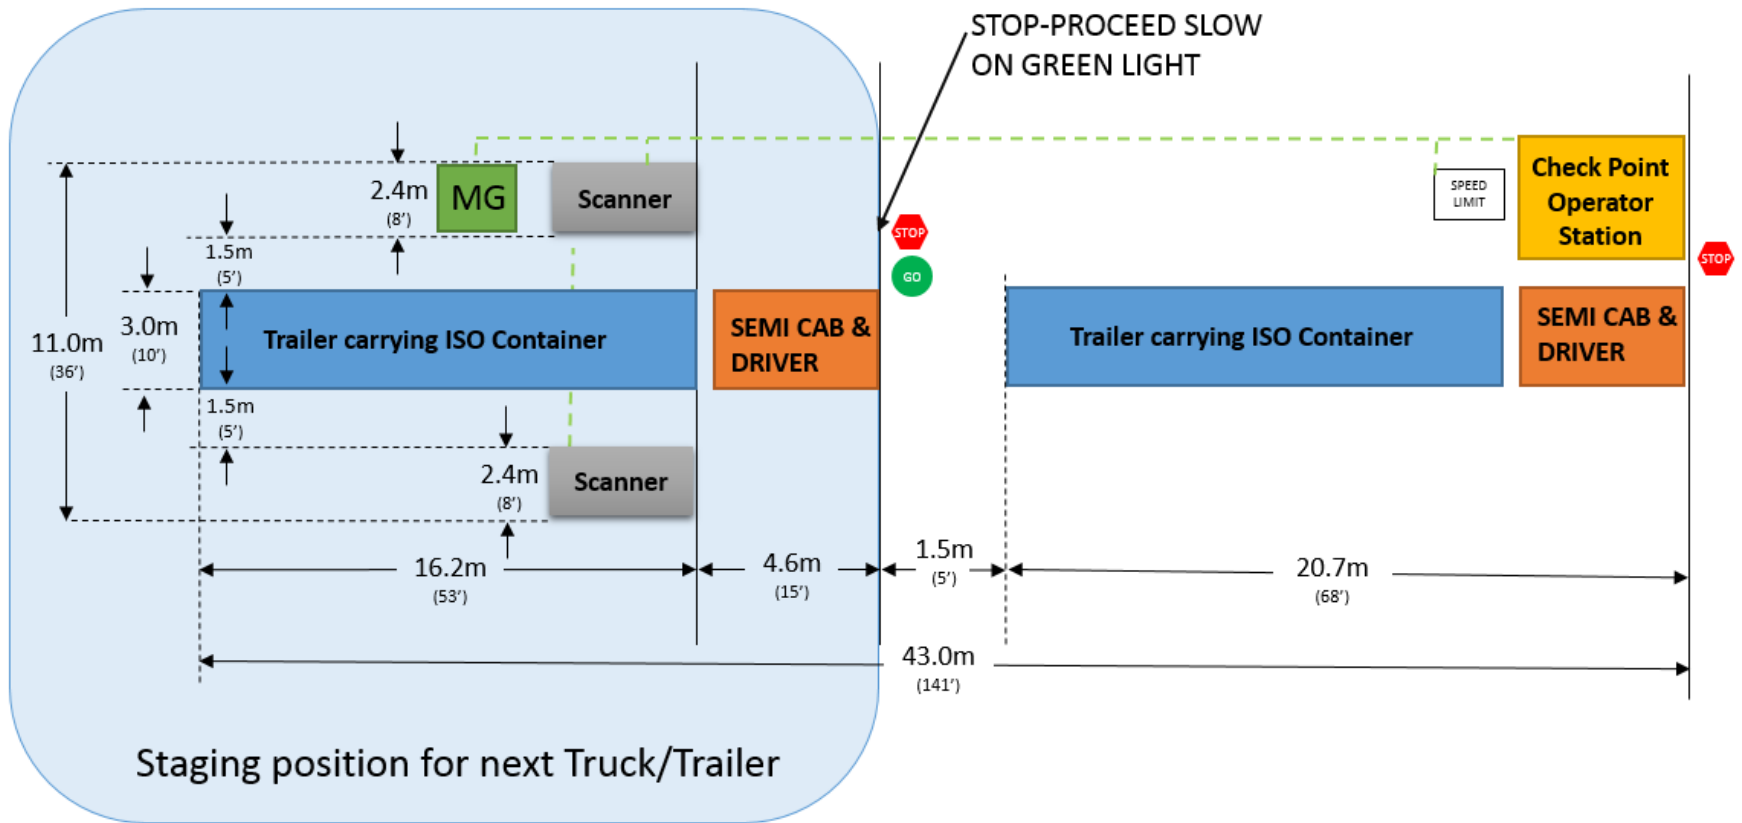 STOP-PROCEED SLOW
ON GREEN LIGHT
2.4m
(8')
MG
Scanner
SPEED
LIMIT
Check Point
Operator
Station
STOP
GO
STOP
1.5m
(5')
11.0m
(36')
3.0m
(10')
Trailer carrying ISO Container
SEMI CAB &
DRIVER
Trailer carrying ISO Container
SEMI CAB &
DRIVER
1.5m
(5')
2.4m
(8')
Scanner
16.2m
(53')
4.6m
(15')
1.5m
(5')
20.7m
(68')
43.0m
(141')
Staging position for next Truck/Trailer